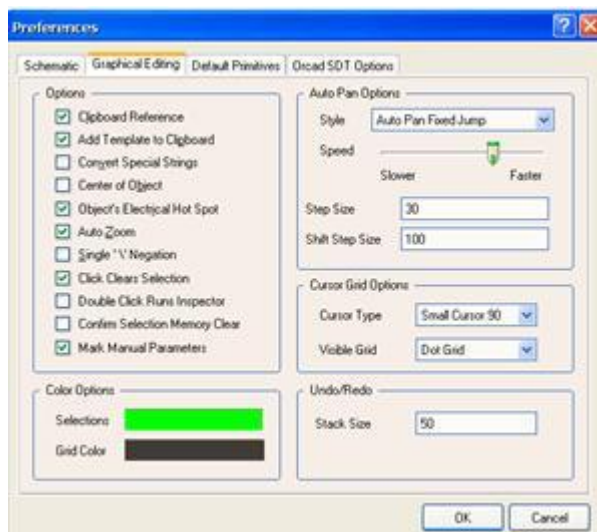 Preferences
Schematic Graphical Editing Default Primitives Orcad SDT Options
Options
Clipboard Reference
Add Template to Clipboard
Convert Special Strings
Center of Object
Object's Electrical Hot Spot
Auto Zoom
Single '\' Negation
Click Clears Selection
Double Click Runs Inspector
Confirm Selection Memory Clear
Mark Manual Parameters
Color Options
Selections
Grid Color
Auto Pan Options
Style Auto Pan Fixed Jump
Speed
Slower Faster
Step Size 30
Shift Step Size 100
Cursor Grid Options
Cursor Type Small Cursor 90
Visible Grid Dot Grid
Undo/Redo
Stack Size 50
OK Cancel